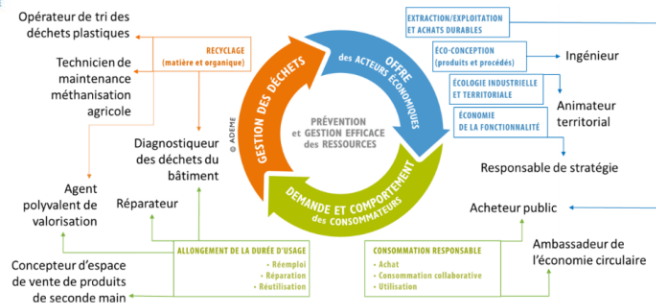 Opérateur de tri des
déchets plastiques
Technicien de
maintenance
méthanisation
agricole
RECYCLAGE
(matière et organique)
Diagnostiqueur
des déchets du
bâtiment
Agent
polyvalent de
valorisation
Réparateur
Concepteur d'espace
de vente de produits
de seconde main
ALLONGEMENT DE LA DURÉE D'USAGE
• Réemploi
• Réparation
• Réutilisation
© ADEME
GESTION DES DÉCHETS
OFFRE
des ACTEURS ÉCONOMIQUES
DEMANDE ET COMPORTEMENT
des CONSOMMATEURS
PRÉVENTION
et GESTION EFFICACE
des RESSOURCES
EXTRACTION/EXPLOITATION
ET ACHATS DURABLES
ÉCO-CONCEPTION
(produits et procédés)
Ingénieur
ÉCOLOGIE INDUSTRIELLE
ET TERRITORIALE
Animateur
territorial
ÉCONOMIE
DE LA FONCTIONNALITÉ
Responsable de stratégie
Acheteur public
CONSOMMATION RESPONSABLE
• Achat
• Consommation collaborative
• Utilisation
Ambassadeur de
l'économie circulaire